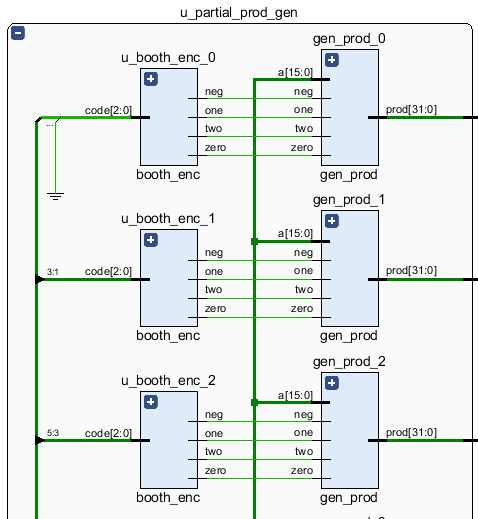 u_partial_prod_gen
gen_prod_0
u_booth_enc_0
a[15:0]
neg neg
code[2:0] one one prod[31:0]
...
two two
zero zero
booth_enc gen_prod
gen_prod_1
u_booth_enc_1
a[15:0]
neg neg
3:1 code[2:0] one one prod[31:0]
two two
zero zero
booth_enc gen_prod
gen_prod_2
u_booth_enc_2
a[15:0]
neg neg
5:3 code[2:0] one one prod[31:0]
two two
zero zero
booth_enc gen_prod